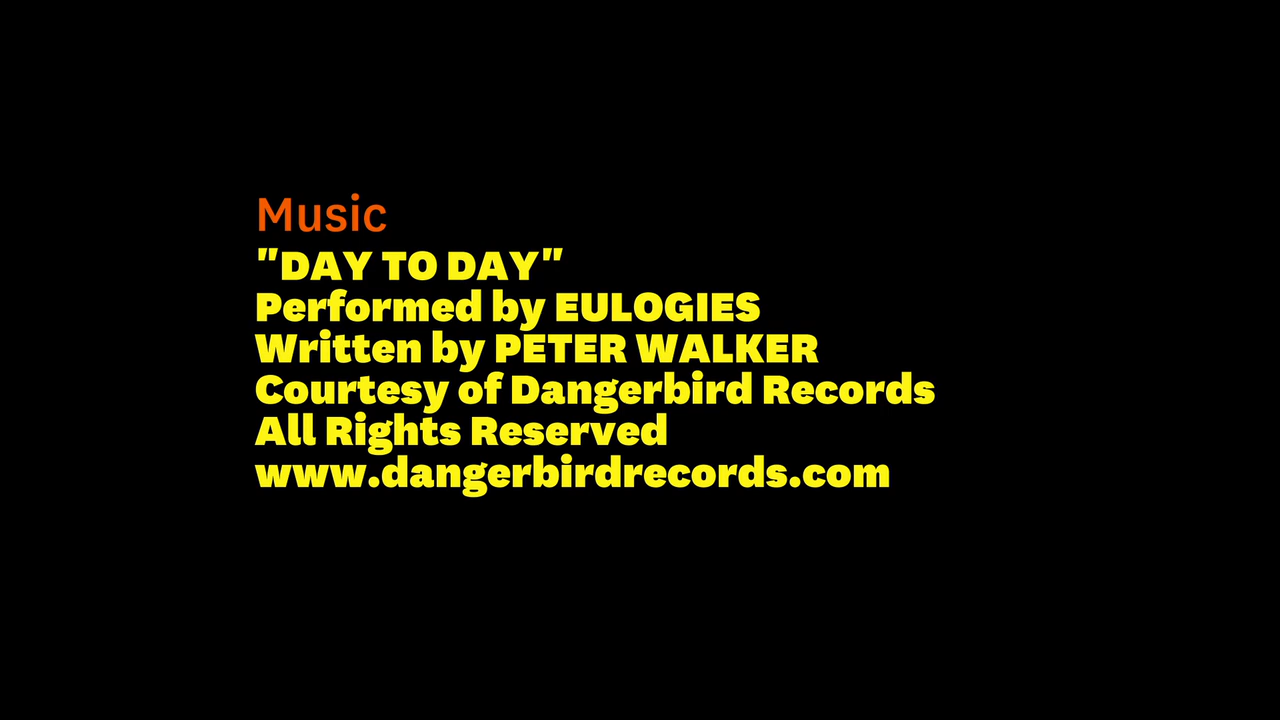 Music
"DAY TO DAY"
Performed by EULOGIES
Written by PETER WALKER
Courtesy of Dangerbird Records
All Rights Reserved
www.dangerbirdrecords.com